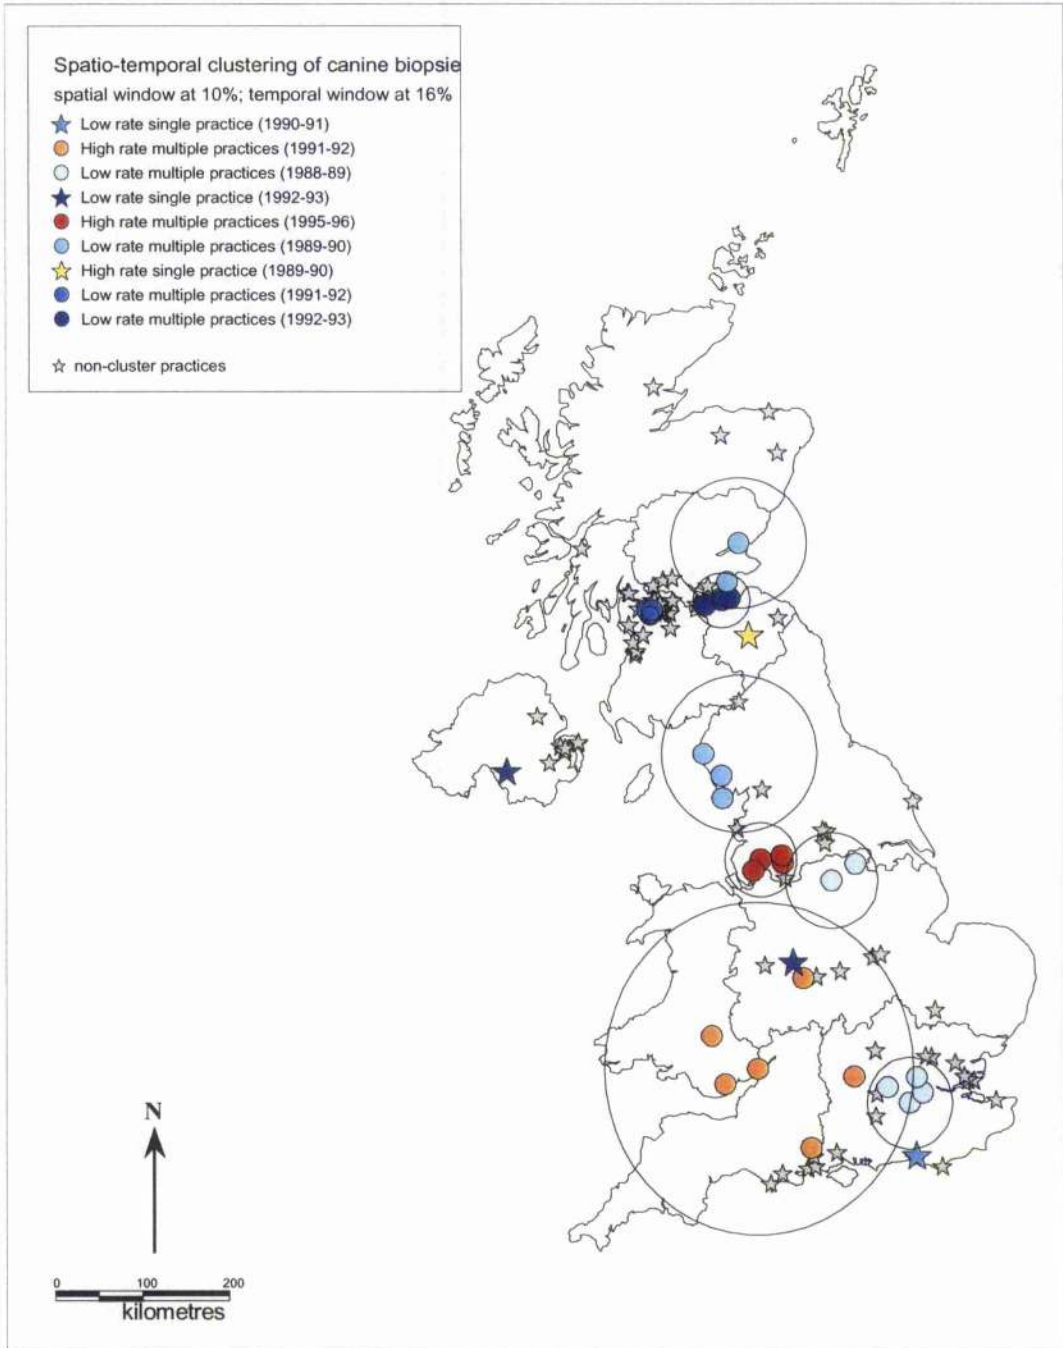 Spatio-temporal clustering of canine biopsie
spatial window at 10%; temporal window at 16%
Low rate single practice (1990-91)
High rate multiple practices (1991-92)
Low rate multiple practices (1988-89)
Low rate single practice (1992-93)
High rate multiple practices (1995-96)
Low rate multiple practices (1989-90)
High rate single practice (1989-90)
Low rate multiple practices (1991-92)
Low rate multiple practices (1992-93)
non-cluster practices
N
0 100 200
kilometres